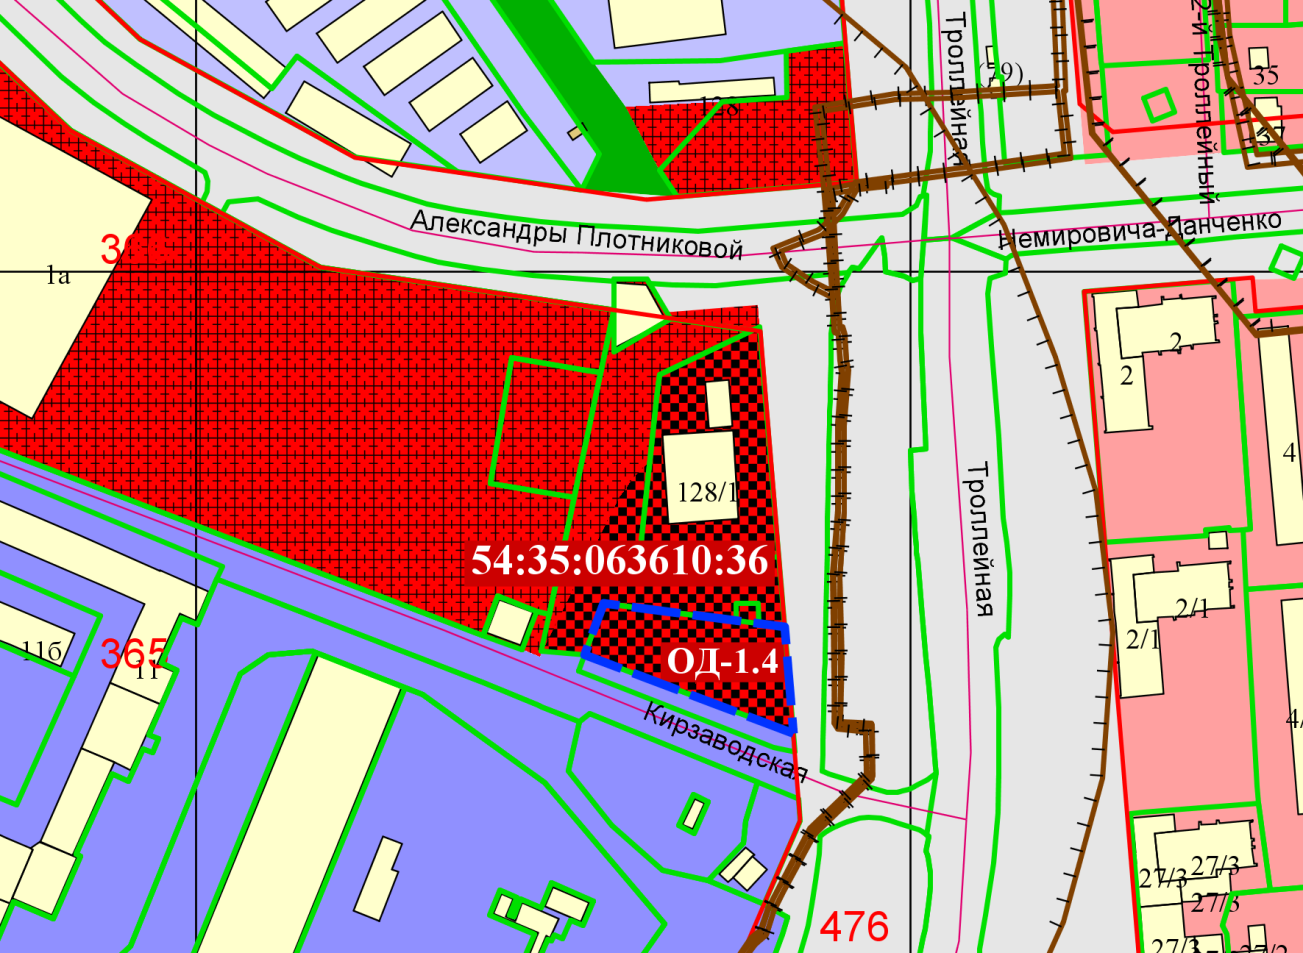 Троллейная
2-й Троллейный
(79)
35
128
37
Александры Плотниковой
Немировича-Данченко
1а
2
2
4
128/1
Троллейная
54:35:063610:36
2/1
2/1
ОД-1.4
11б
365
11
Кирзаводская
4/
27/3
27/3
27/3
476
27/3